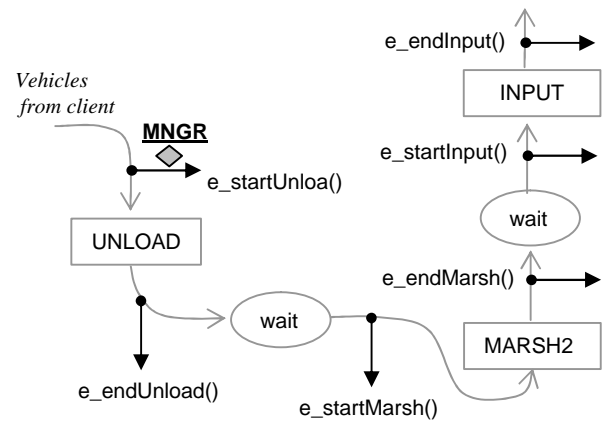 Vehicles
from client
MNGR
e_startUnloa()
UNLOAD
e_endUnload()
wait
e_startMarsh()
MARSH2
e_endMarsh()
wait
e_startInput()
INPUT
e_endInput()